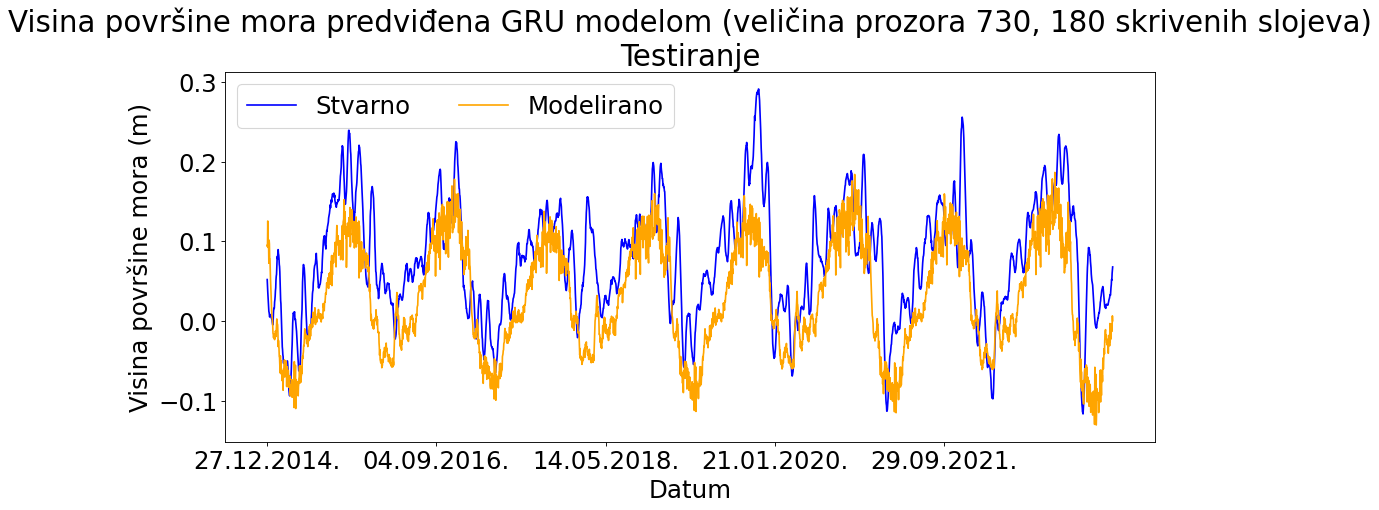 Visina površine mora predviđena GRU modelom (veličina prozora 730, 180 skrivenih slojeva)
Testiranje
Stvarno
Modelirano
Visina površine mora (m)
0.3
0.2
0.1
0.0
−0.1
27.12.2014.
04.09.2016.
14.05.2018.
21.01.2020.
29.09.2021.
Datum